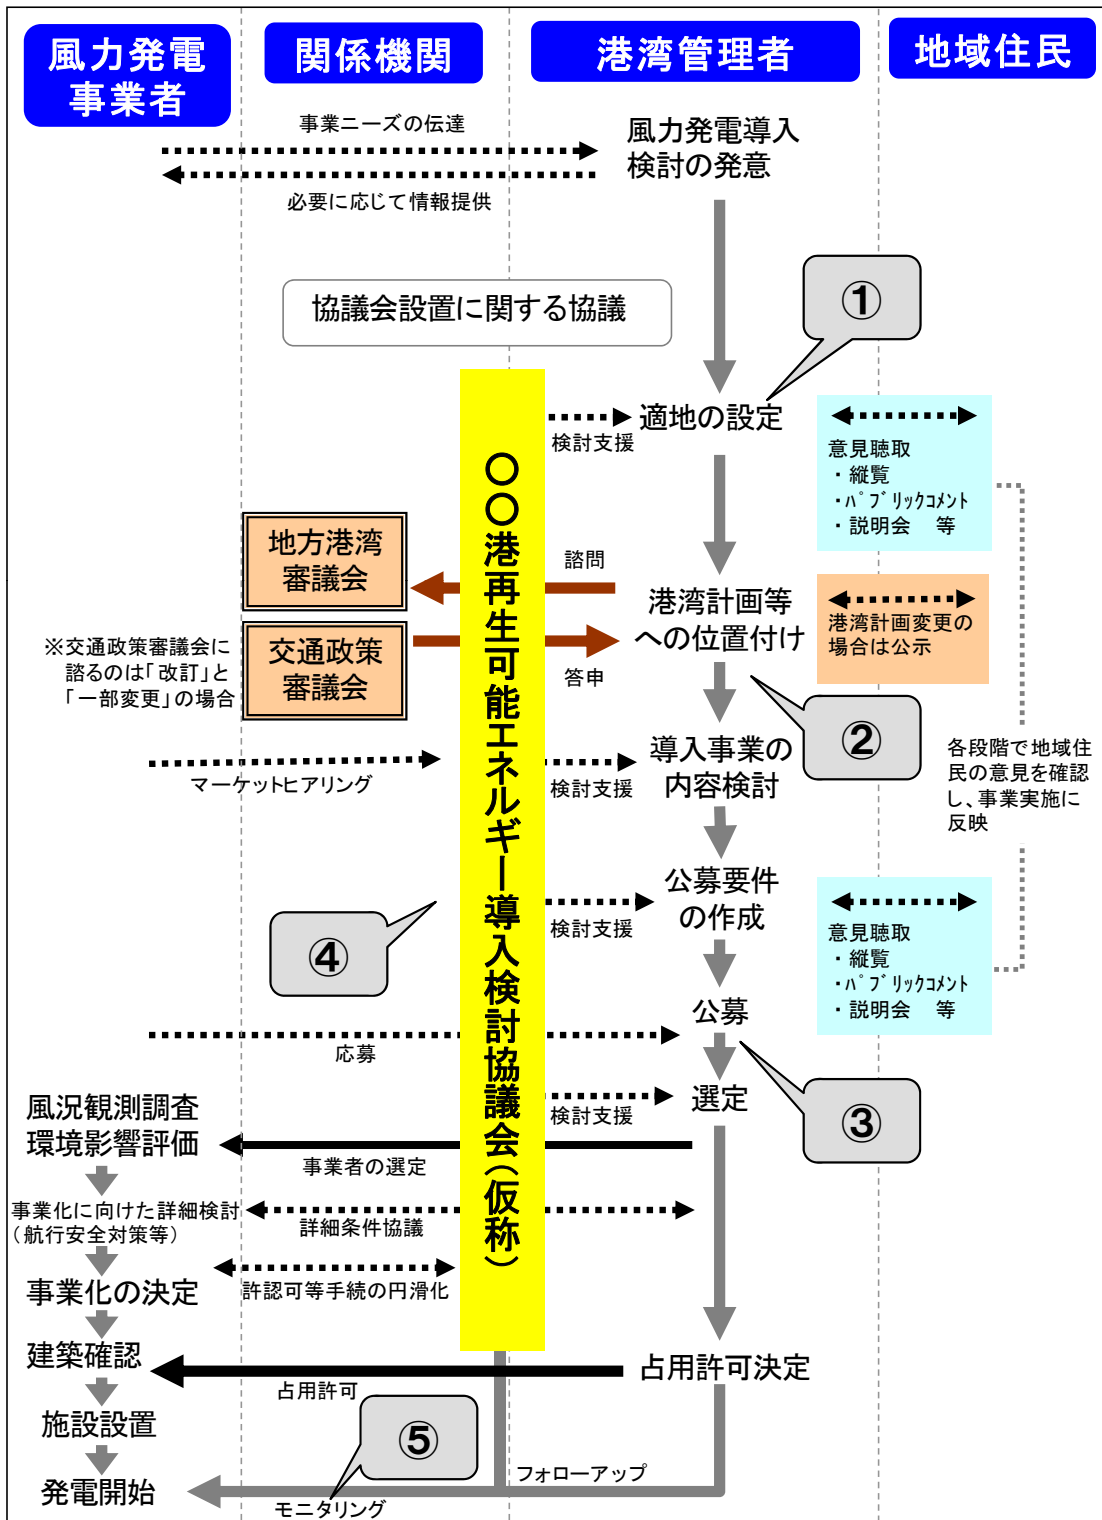 風力発電
事業者
関係機関
港湾管理者
地域住民
事業ニーズの伝達
必要に応じて情報提供
風力発電導入
検討の発意
協議会設置に関する協議
①
適地の設定
検討支援
意見聴取
・縦覧
・ﾊﾟﾌﾞﾘｯｸｺﾒﾝﾄ
・説明会　等
〇〇港再生可能エネルギー導入検討協議会(仮称)
地方港湾
審議会
諮問
港湾計画等
への位置付け
港湾計画変更の
場合は公示
※交通政策審議会に
諮るのは「改訂」と
「一部変更」の場合
交通政策
審議会
答申
②
導入事業の
内容検討
マーケットヒアリング
検討支援
各段階で地域住
民の意見を確認
し、事業実施に
反映
公募要件
の作成
検討支援
④
意見聴取
・縦覧
・ﾊﾟﾌﾞﾘｯｸｺﾒﾝﾄ
・説明会　等
公募
応募
③
選定
検討支援
風況観測調査
環境影響評価
事業者の選定
事業化に向けた詳細検討
(航行安全対策等)
詳細条件協議
許認可等手続の円滑化
事業化の決定
建築確認
占用許可決定
占用許可
施設設置
⑤
フォローアップ
発電開始
モニタリング